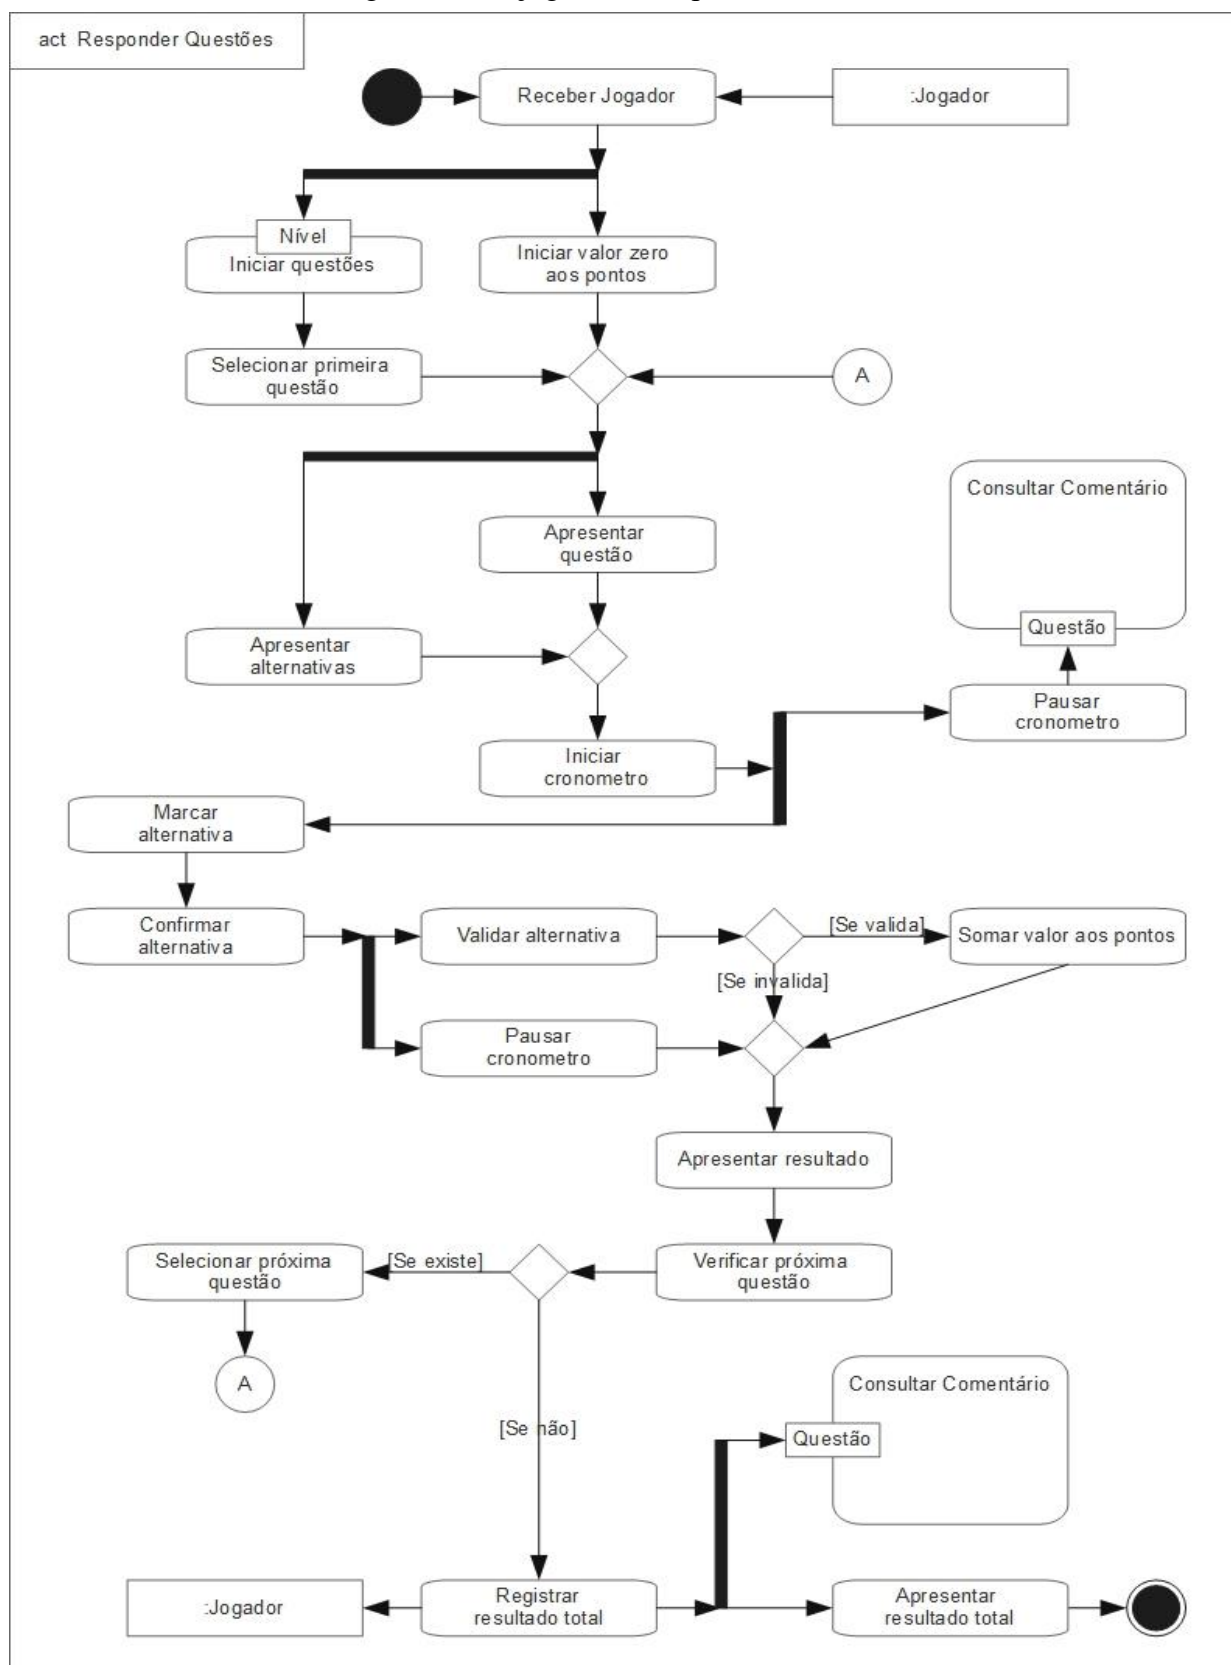 act Responder Questões
Receber Jogador
:Jogador
Nível
Iniciar questões
Iniciar valor zero
aos pontos
Selecionar primeira
questão
A
Consultar Comentário
Apresentar
questão
Questão
Apresentar
alternativas
Pausar
cronometro
Iniciar
cronometro
Marcar
alternativa
Confirmar
alternativa
Validar alternativa
[Se valida]
Somar valor aos pontos
[Se invalida]
Pausar
cronometro
Apresentar resultado
Selecionar próxima
questão
[Se existe]
Verificar próxima
questão
A
Consultar Comentário
[Se não]
Questão
:Jogador
Registrar
resultado total
Apresentar
resultado total